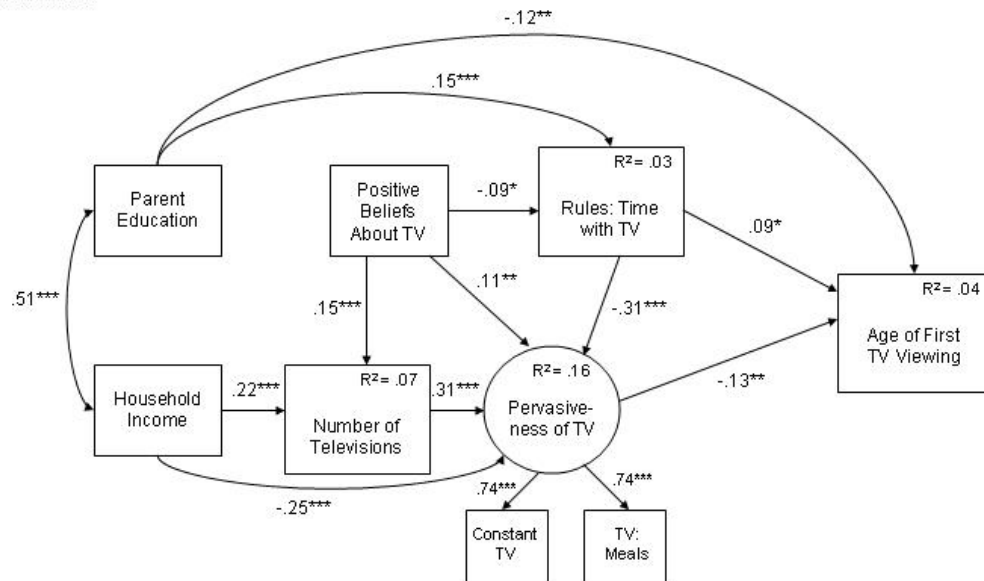 -.12**
.15***
Parent
Education
Positive
Beliefs
About TV
-.09*
R²= .03
Rules: Time
with TV
.09*
.51***
.15***
.11**
-.31***
R²= .04
Age of First
TV Viewing
Household
Income
.22***
R²= .07
Number of
Televisions
.31***
R²= .16
Pervasive-
ness of TV
-.13**
-.25***
.74***
.74***
Constant
TV
TV:
Meals